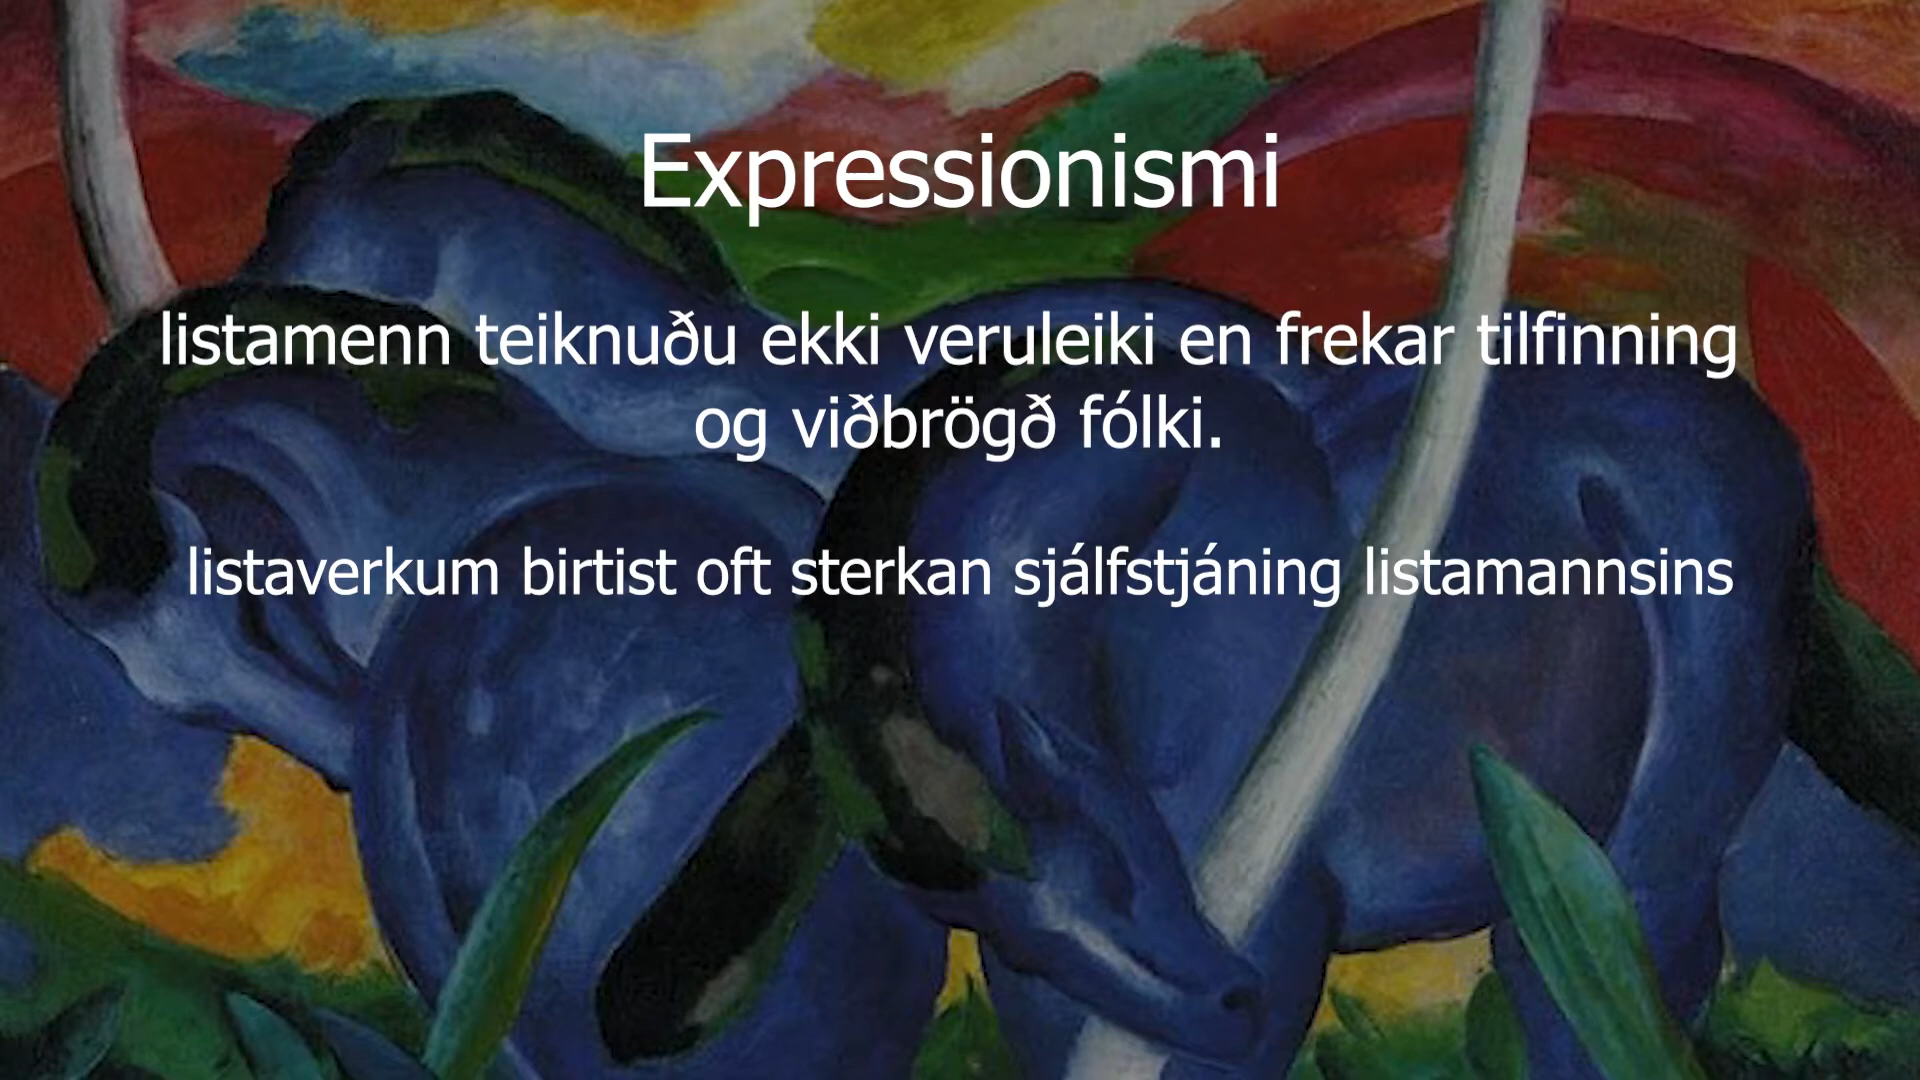 Expressionismi
listamenn teiknuðu ekki veruleiki en frekar tilfinning
og viðbrögð fólki.
listaverkum birtist oft sterkan sjálfstjáning listamannsins